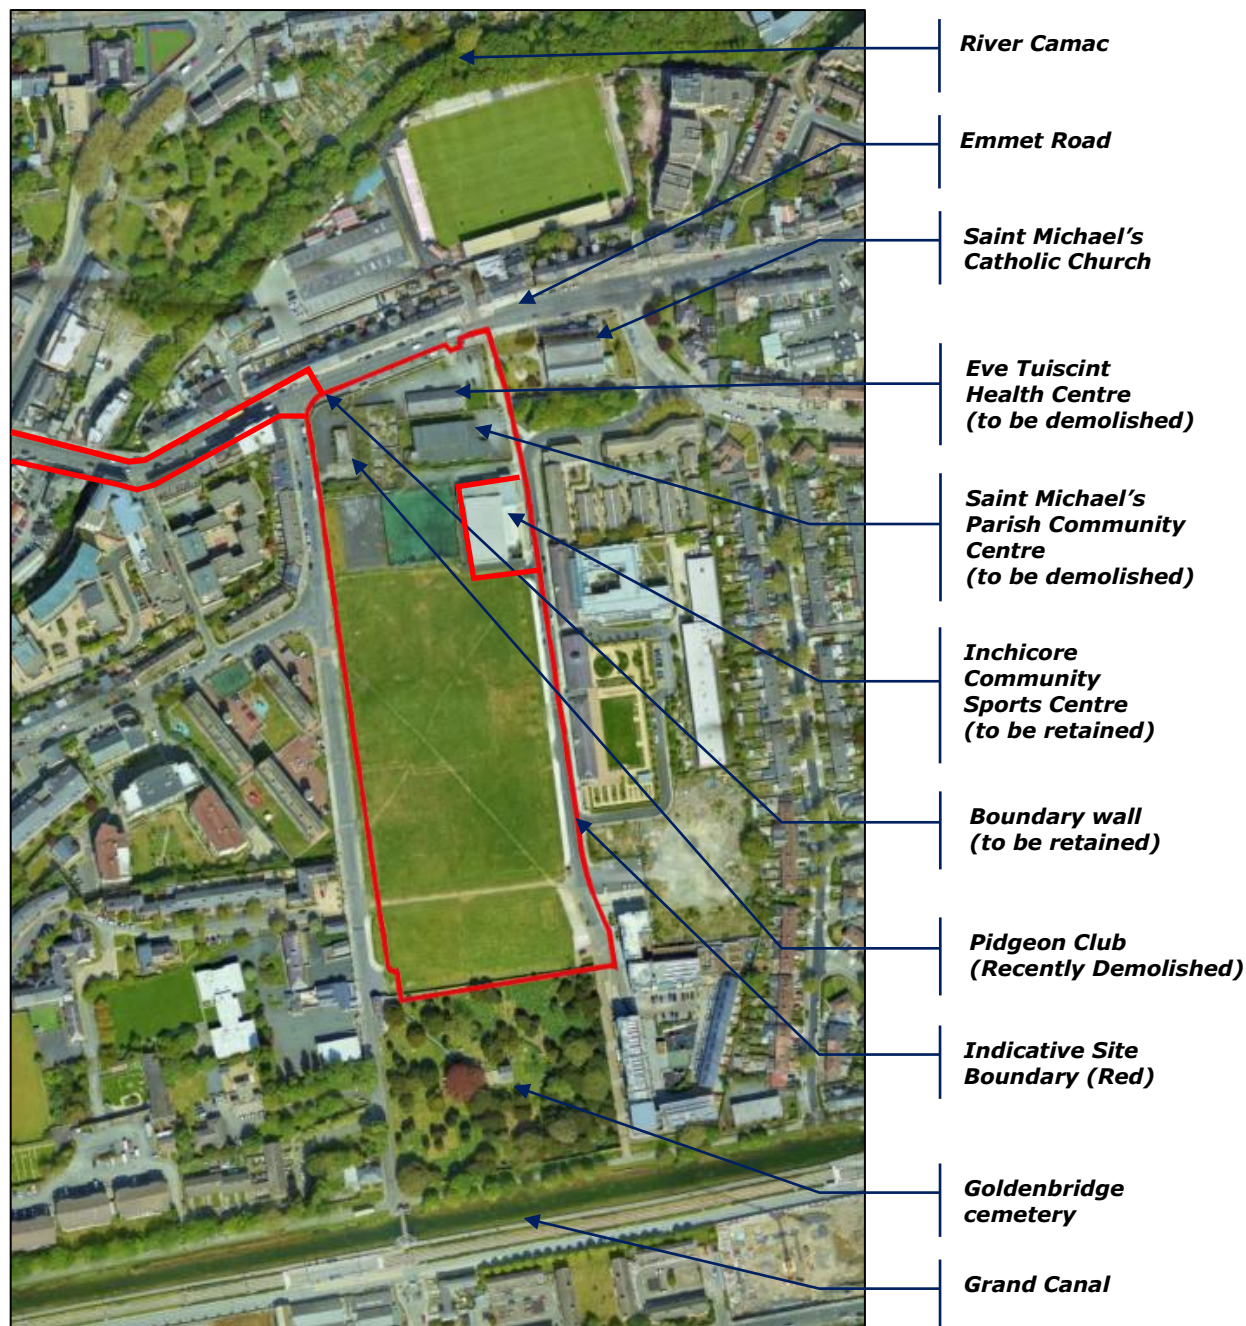 River Camac
Emmet Road
Saint Michael's
Catholic Church
Eve Tuiscint
Health Centre
(to be demolished)
Saint Michael's
Parish Community
Centre
(to be demolished)
Inchicore
Community
Sports Centre
(to be retained)
Boundary wall
(to be retained)
Pidgeon Club
(Recently Demolished)
Indicative Site
Boundary (Red)
Goldenbridge
cemetery
Grand Canal